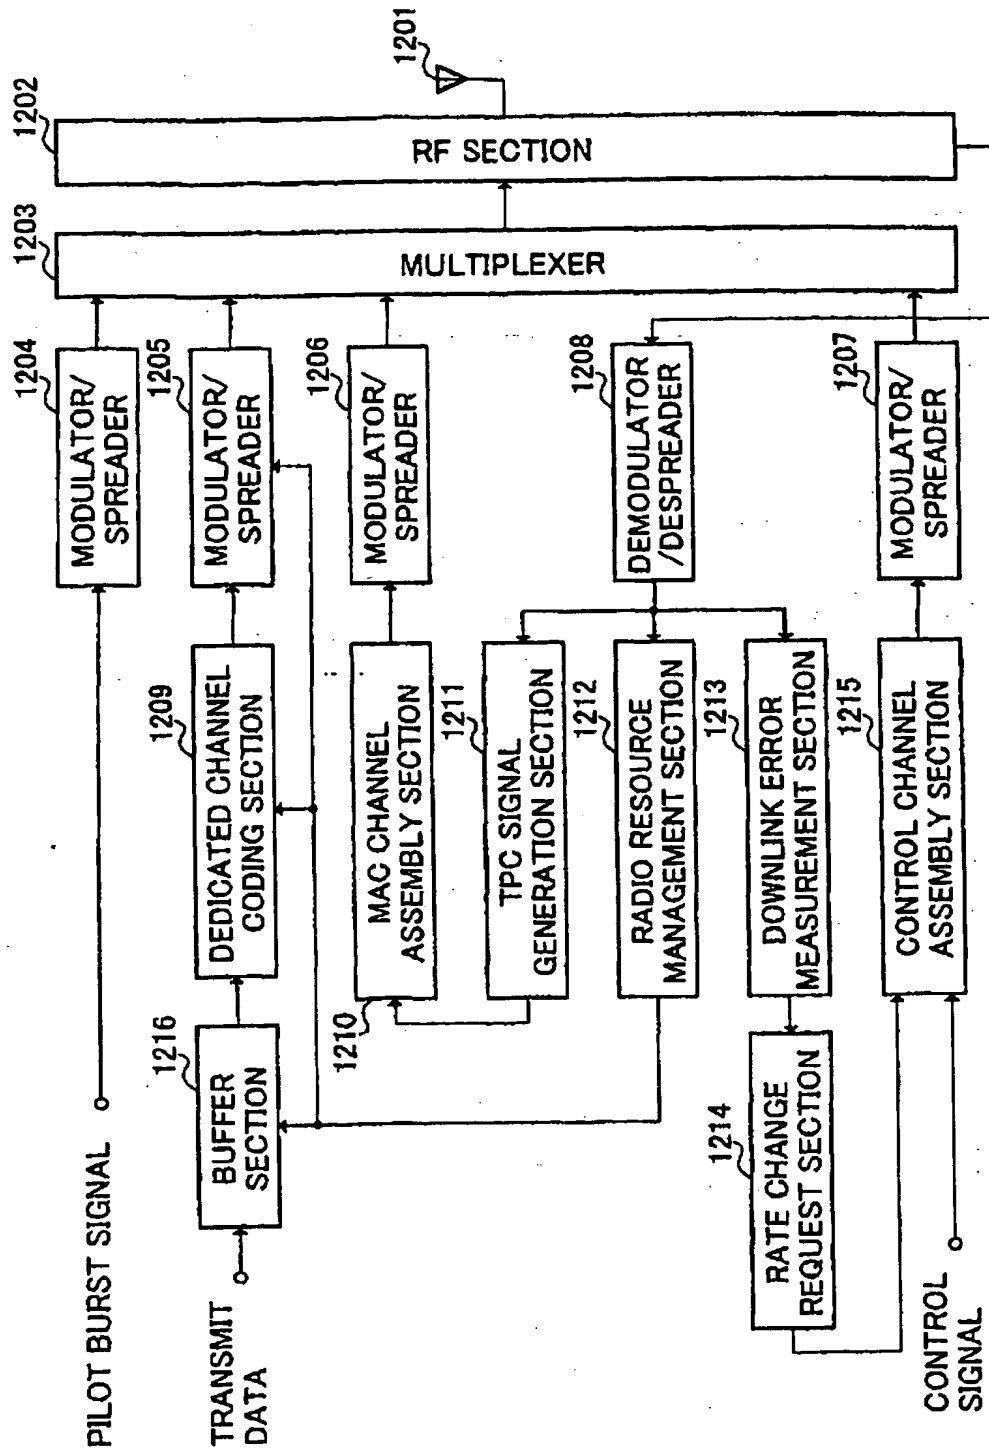 PILOT BURST SIGNAL
1204
MODULATOR/
SPREADER
1203
MULTIPLEXER
1202
RF SECTION
1201
TRANSMIT
DATA
1216
BUFFER
SECTION
1209
DEDICATED CHANNEL
CODING SECTION
1205
MODULATOR/
SPREADER
1210
MAC CHANNEL
ASSEMBLY SECTION
1206
MODULATOR/
SPREADER
1211
TPC SIGNAL
GENERATION SECTION
1208
DEMODULATOR
/DESPREADER
1212
RADIO RESOURCE
MANAGEMENT SECTION
1213
DOWNLINK ERROR
MEASUREMENT SECTION
1214
RATE CHANGE
REQUEST SECTION
CONTROL
SIGNAL
1215
CONTROL CHANNEL
ASSEMBLY SECTION
1207
MODULATOR/
SPREADER